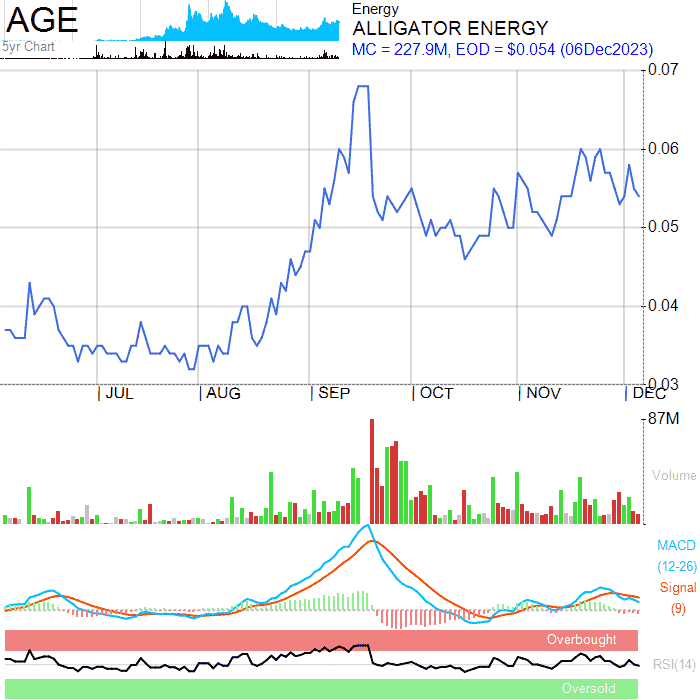 AGE
5yr Chart
Energy
ALLIGATOR ENERGY
MC = 227.9M, EOD = $0.054 (06Dec2023)
0.07
0.06
0.05
0.04
0.03
JUL
AUG
SEP
OCT
NOV
DEC
87M
Volume
MACD
(12-26)
Signal
(9)
Overbought
RSI(14)
Oversold